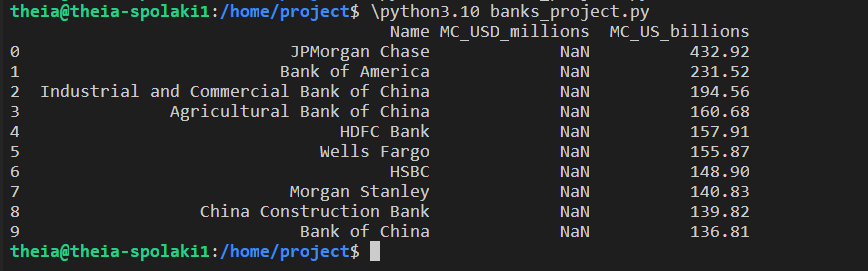 theia@theia-spolaki1:/home/project$ \python3.10 banks_project.py
Name MC_USD_millions MC_US_billions
0 JPMorgan Chase NaN 432.92
1 Bank of America NaN 231.52
2 Industrial and Commercial Bank of China NaN 194.56
3 Agricultural Bank of China NaN 160.68
4 HDFC Bank NaN 157.91
5 Wells Fargo NaN 155.87
6 HSBC NaN 148.90
7 Morgan Stanley NaN 140.83
8 China Construction Bank NaN 139.82
9 Bank of China NaN 136.81
theia@theia-spolaki1:/home/project$